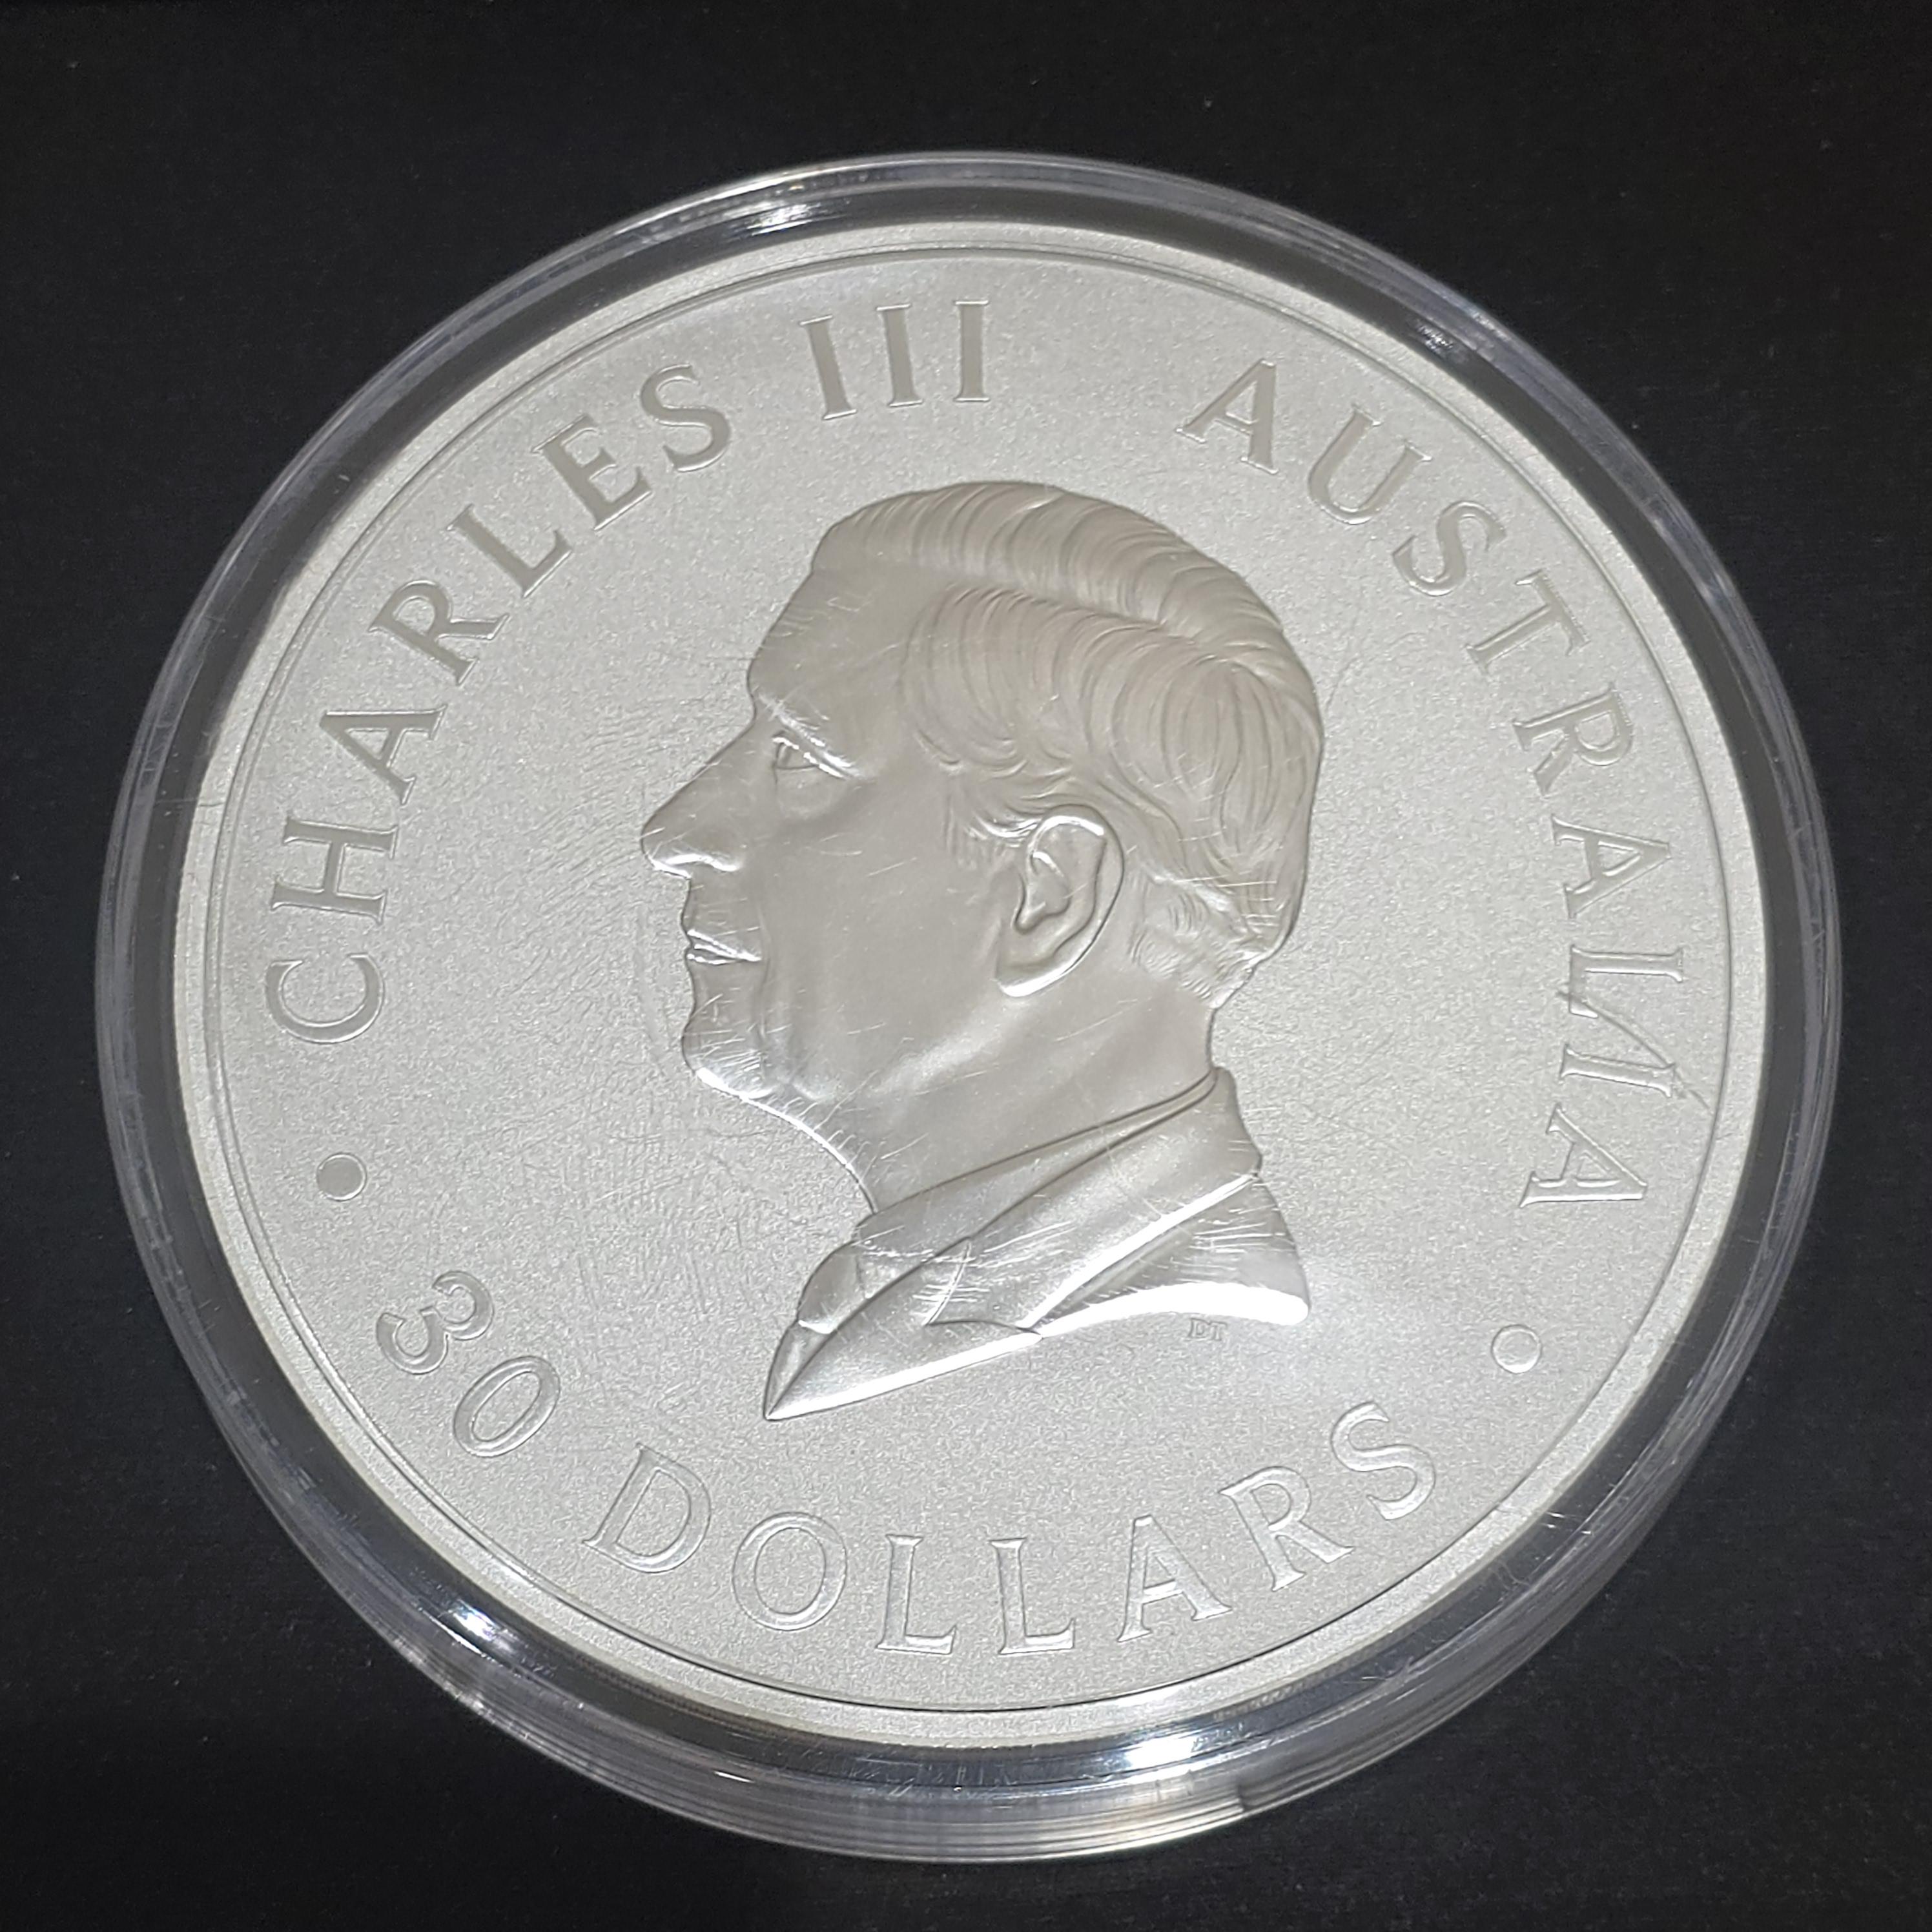 • CHARLES III AUSTRALIA •
30 DOLLARS
DT